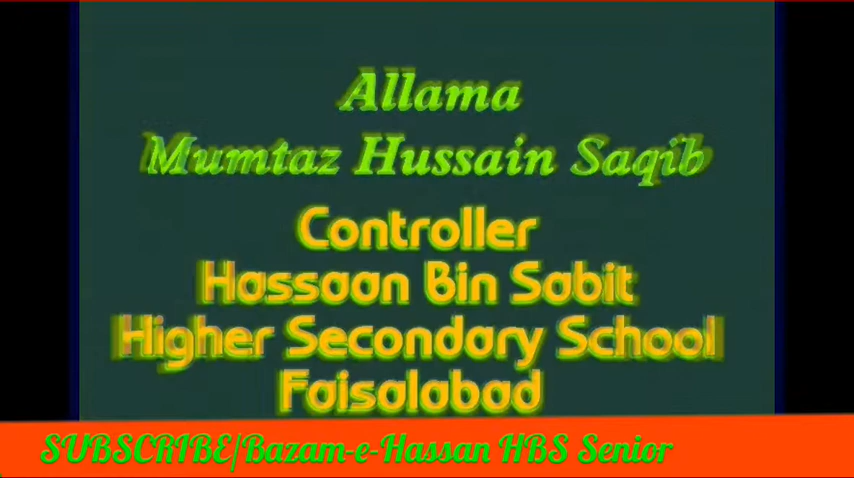 Allama
Mumtaz Hussain Saqib
Controller
Hassaan Bin Sabit
Higher Secondary School
Faisalabad
SUBSCRIBE/Bazam-e-Hassan HBS Senior